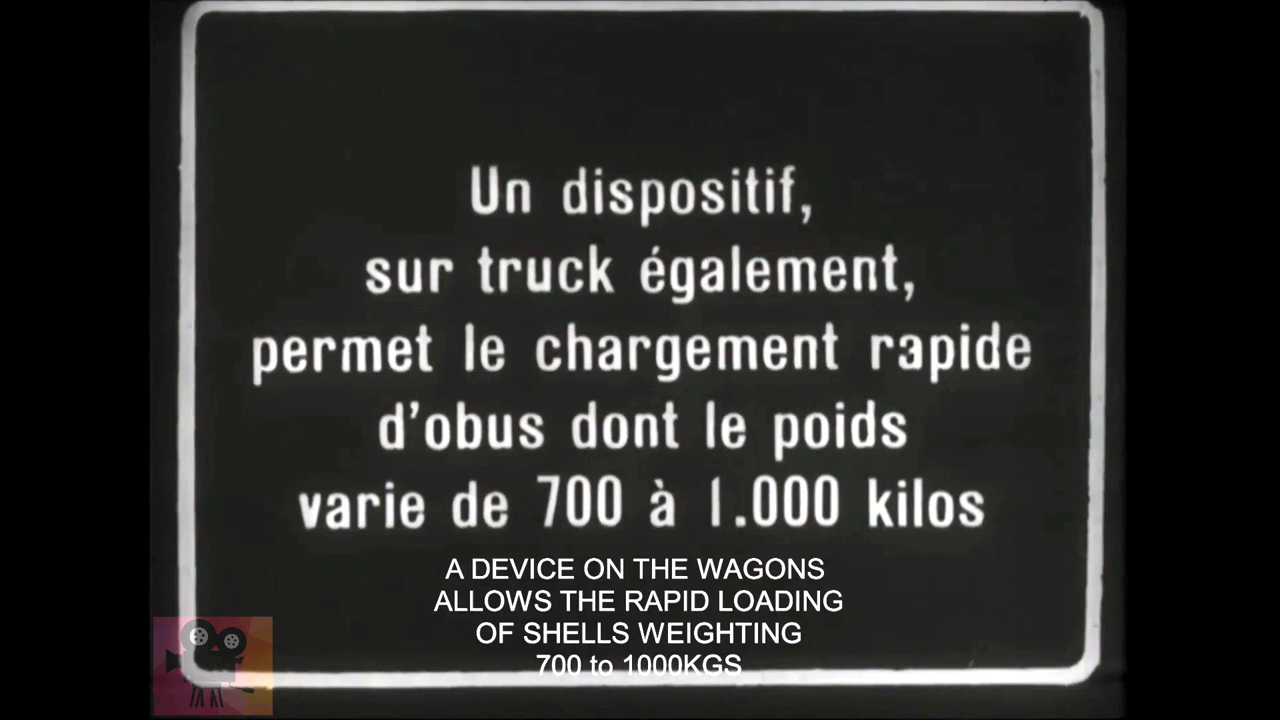 Un dispositif,
sur truck également,
permet le chargement rapide
d'obus dont le poids
varie de 700 à 1.000 kilos
A DEVICE ON THE WAGONS
ALLOWS THE RAPID LOADING
OF SHELLS WEIGHTING
700 to 1000KGS